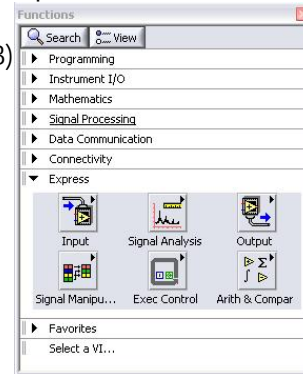 Functions
Search View
3)
Programming
Instrument I/O
Mathematics
Signal Processing
Data Communication
Connectivity
Express
Input Signal Analysis Output
Signal Manipu... Exec Control Arith & Compar
Favorites
Select a VI...